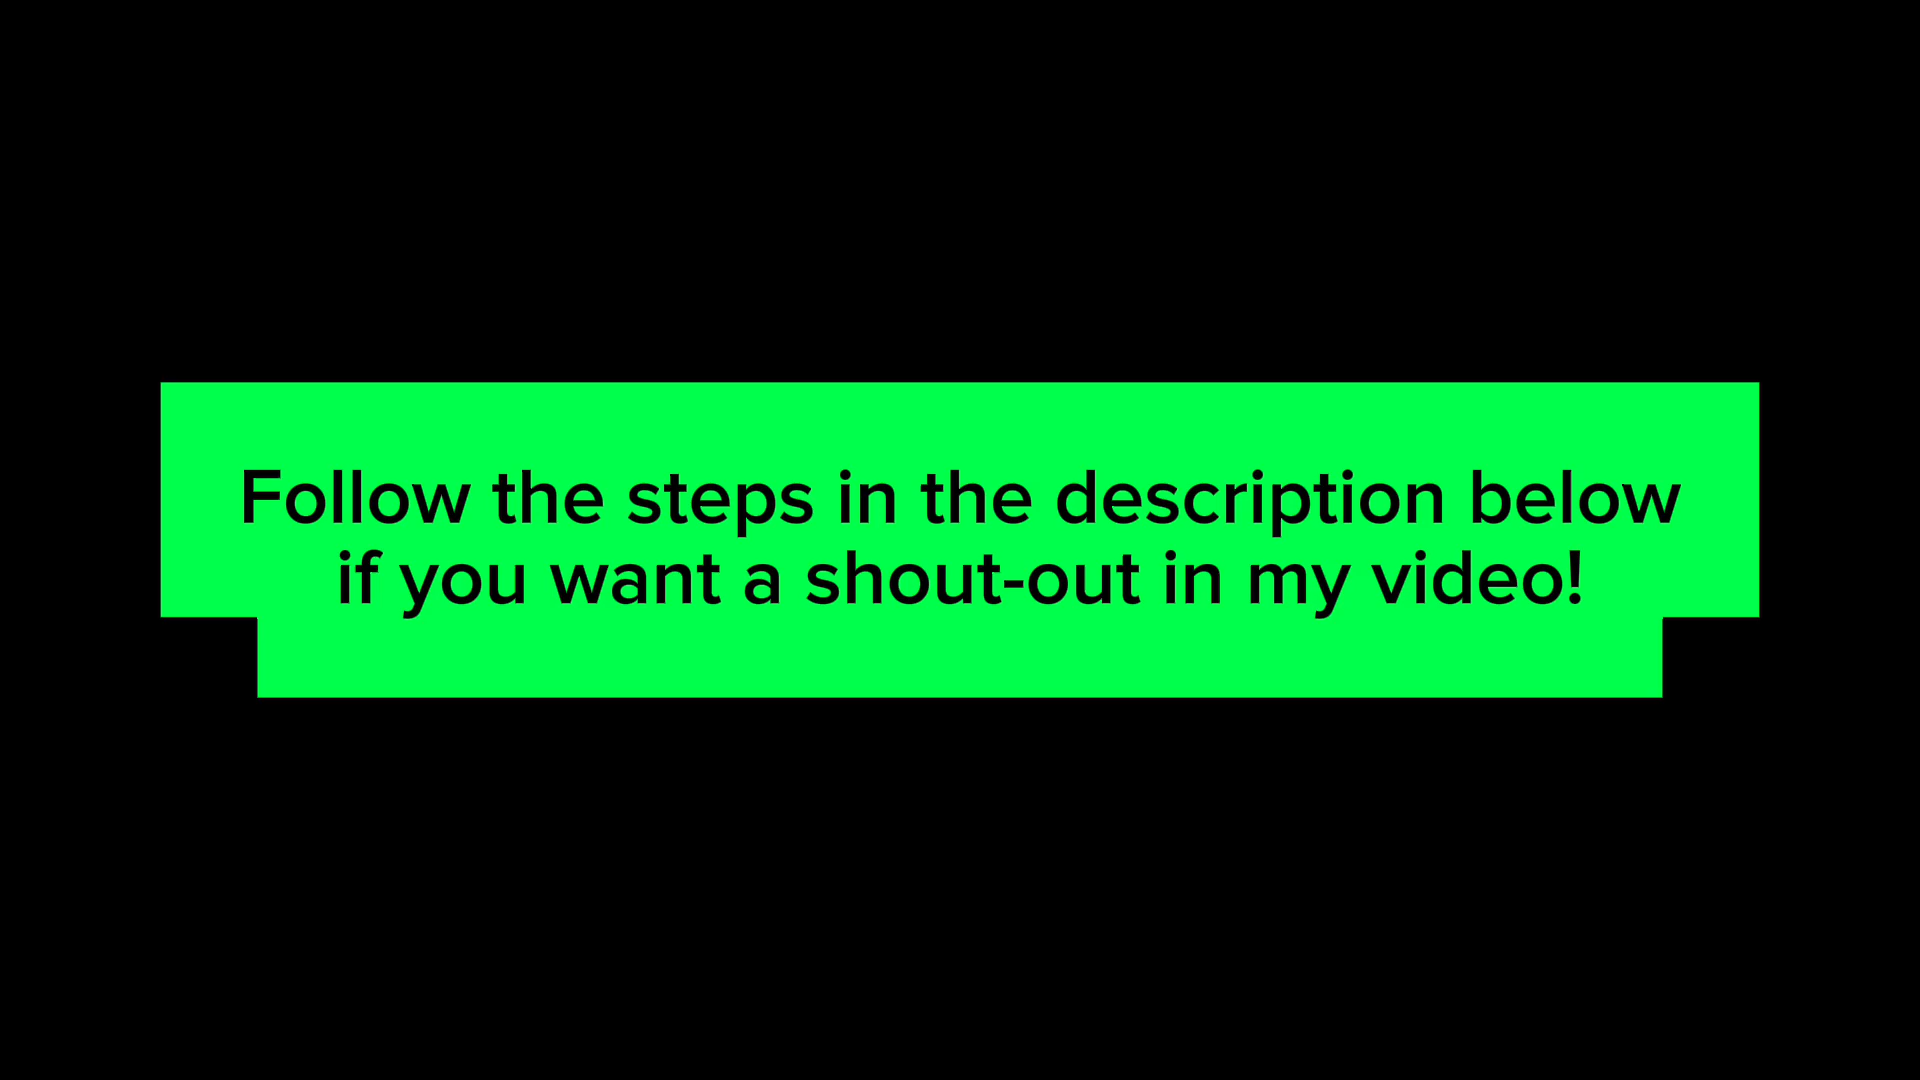 Follow the steps in the description below
if you want a shout-out in my video!